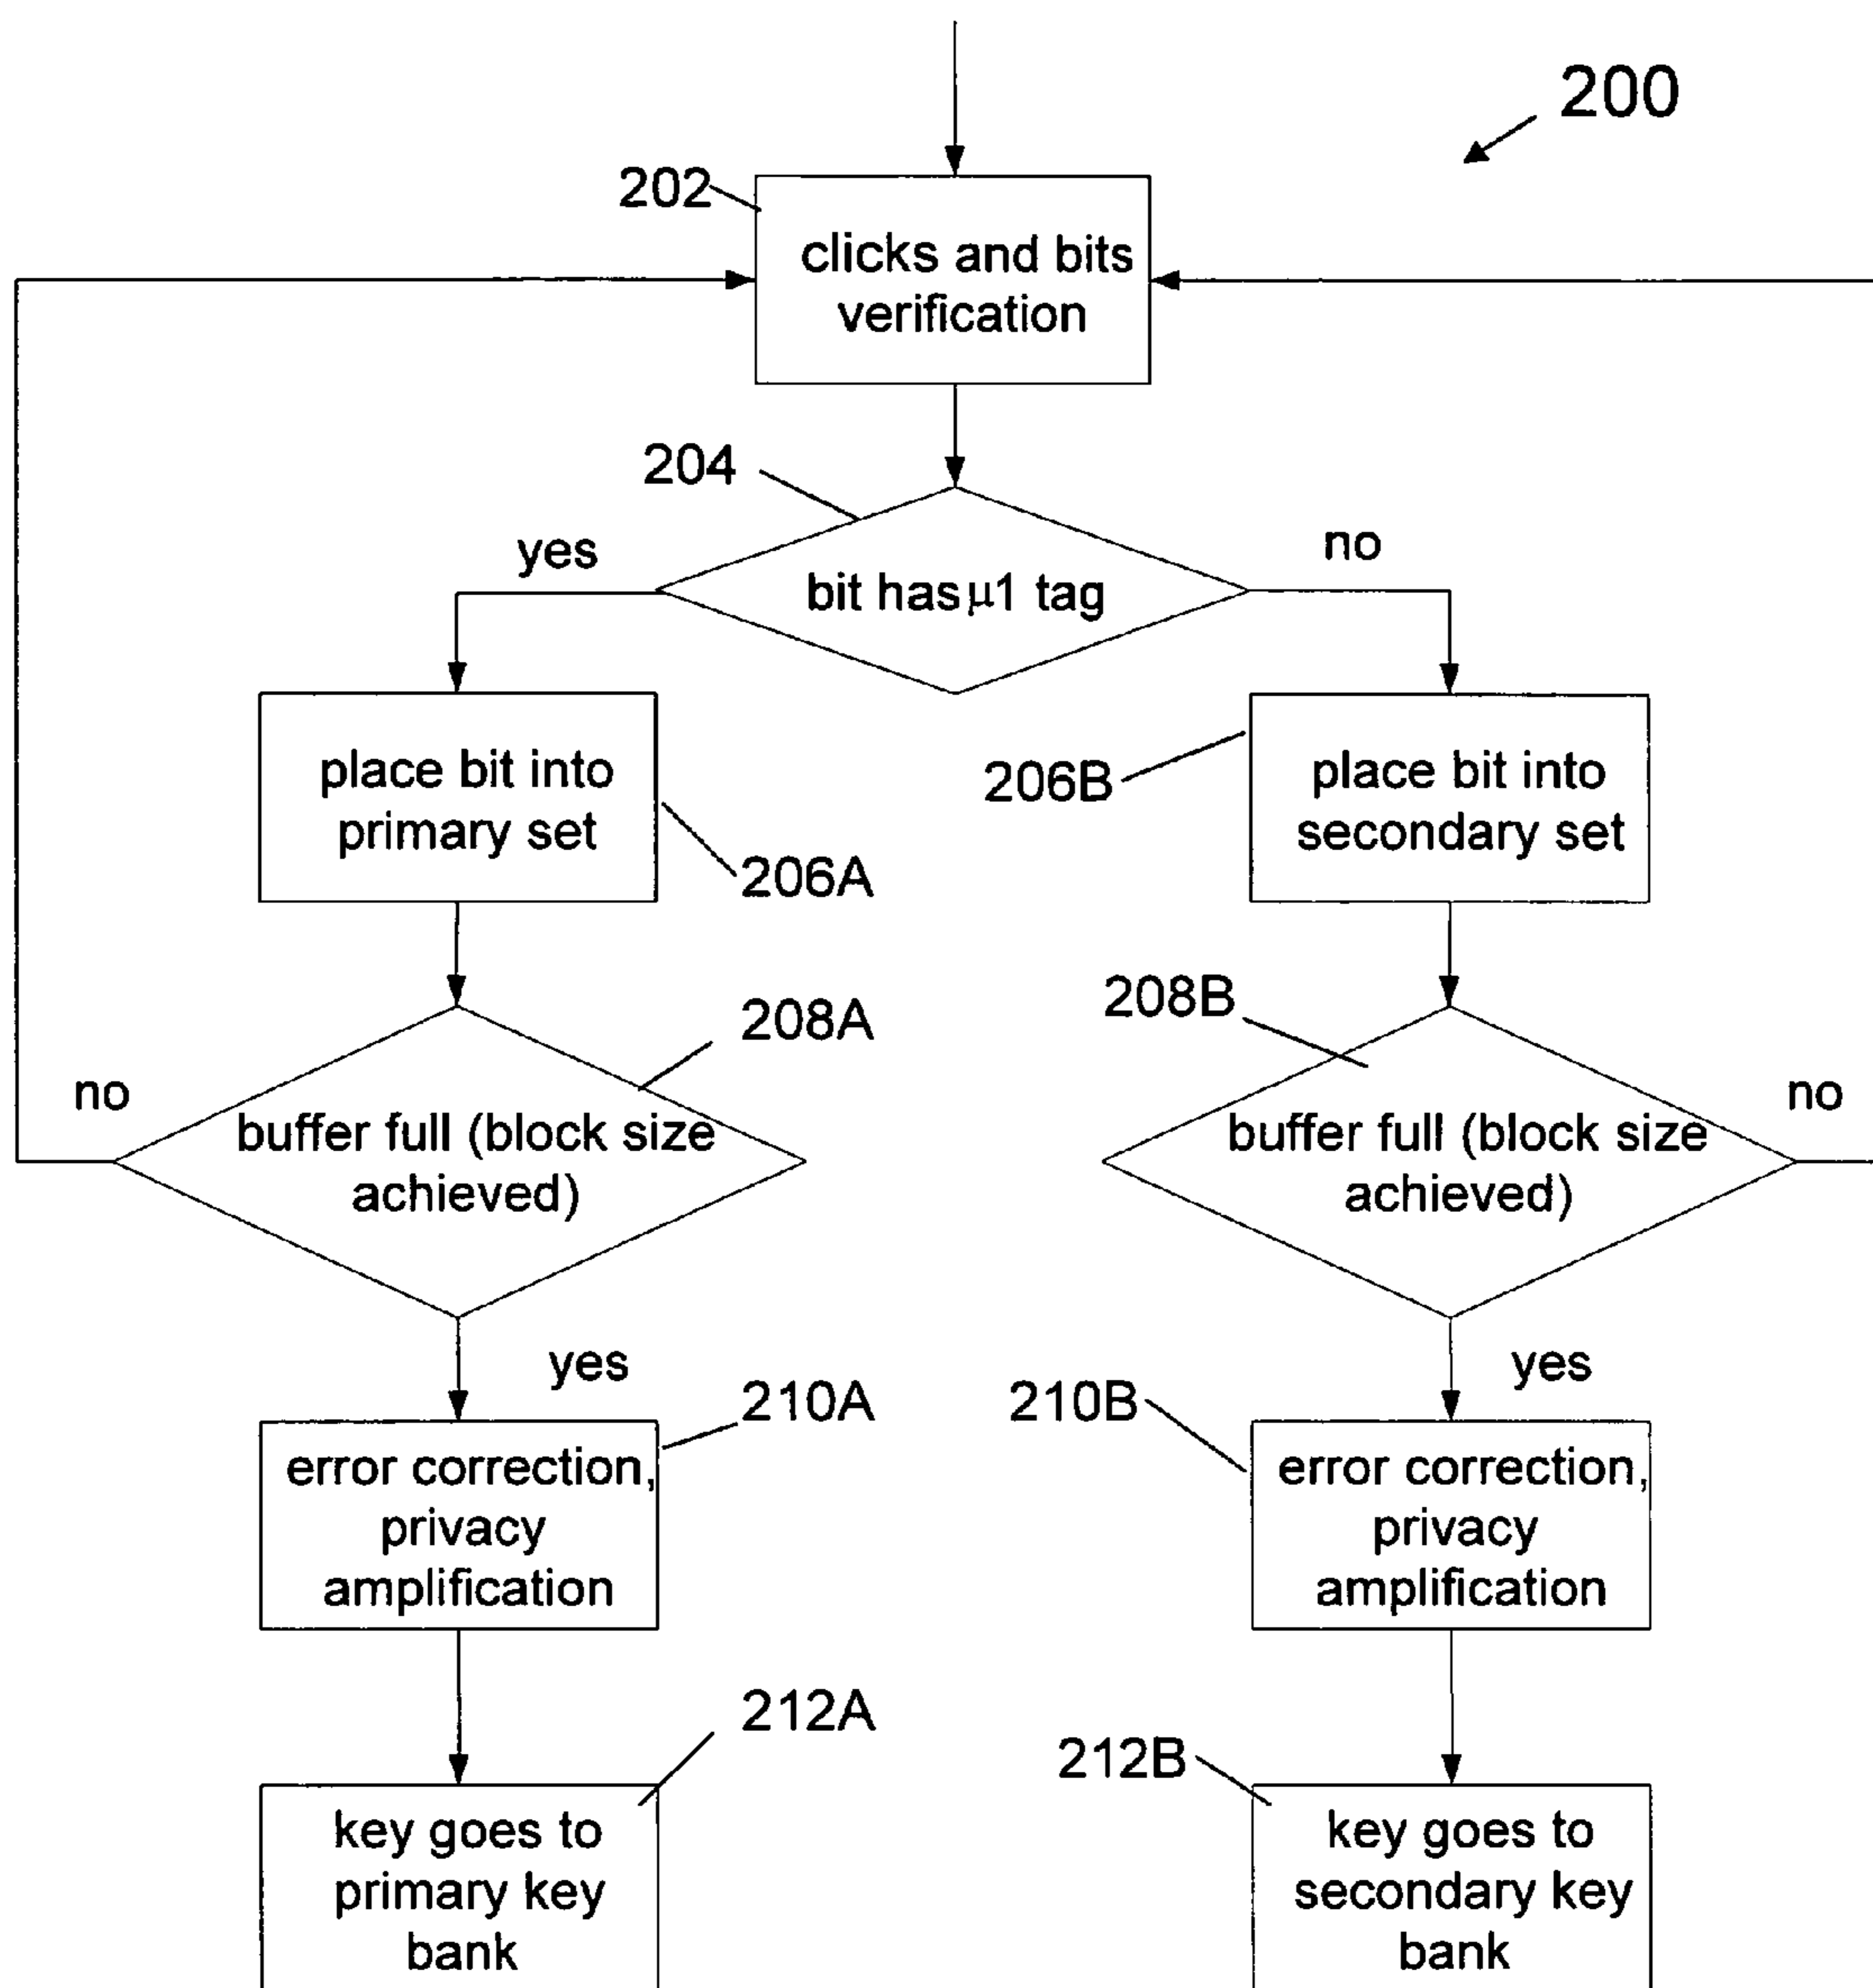 200
202
clicks and bits
verification
204
yes
no
bit has μ1 tag
place bit into
primary set
206A
206B
place bit into
secondary set
208A
208B
no
buffer full (block size
achieved)
buffer full (block size
achieved)
no
yes
yes
210A
210B
error correction,
privacy
amplification
error correction,
privacy
amplification
212A
212B
key goes to
primary key
bank
key goes to
secondary key
bank